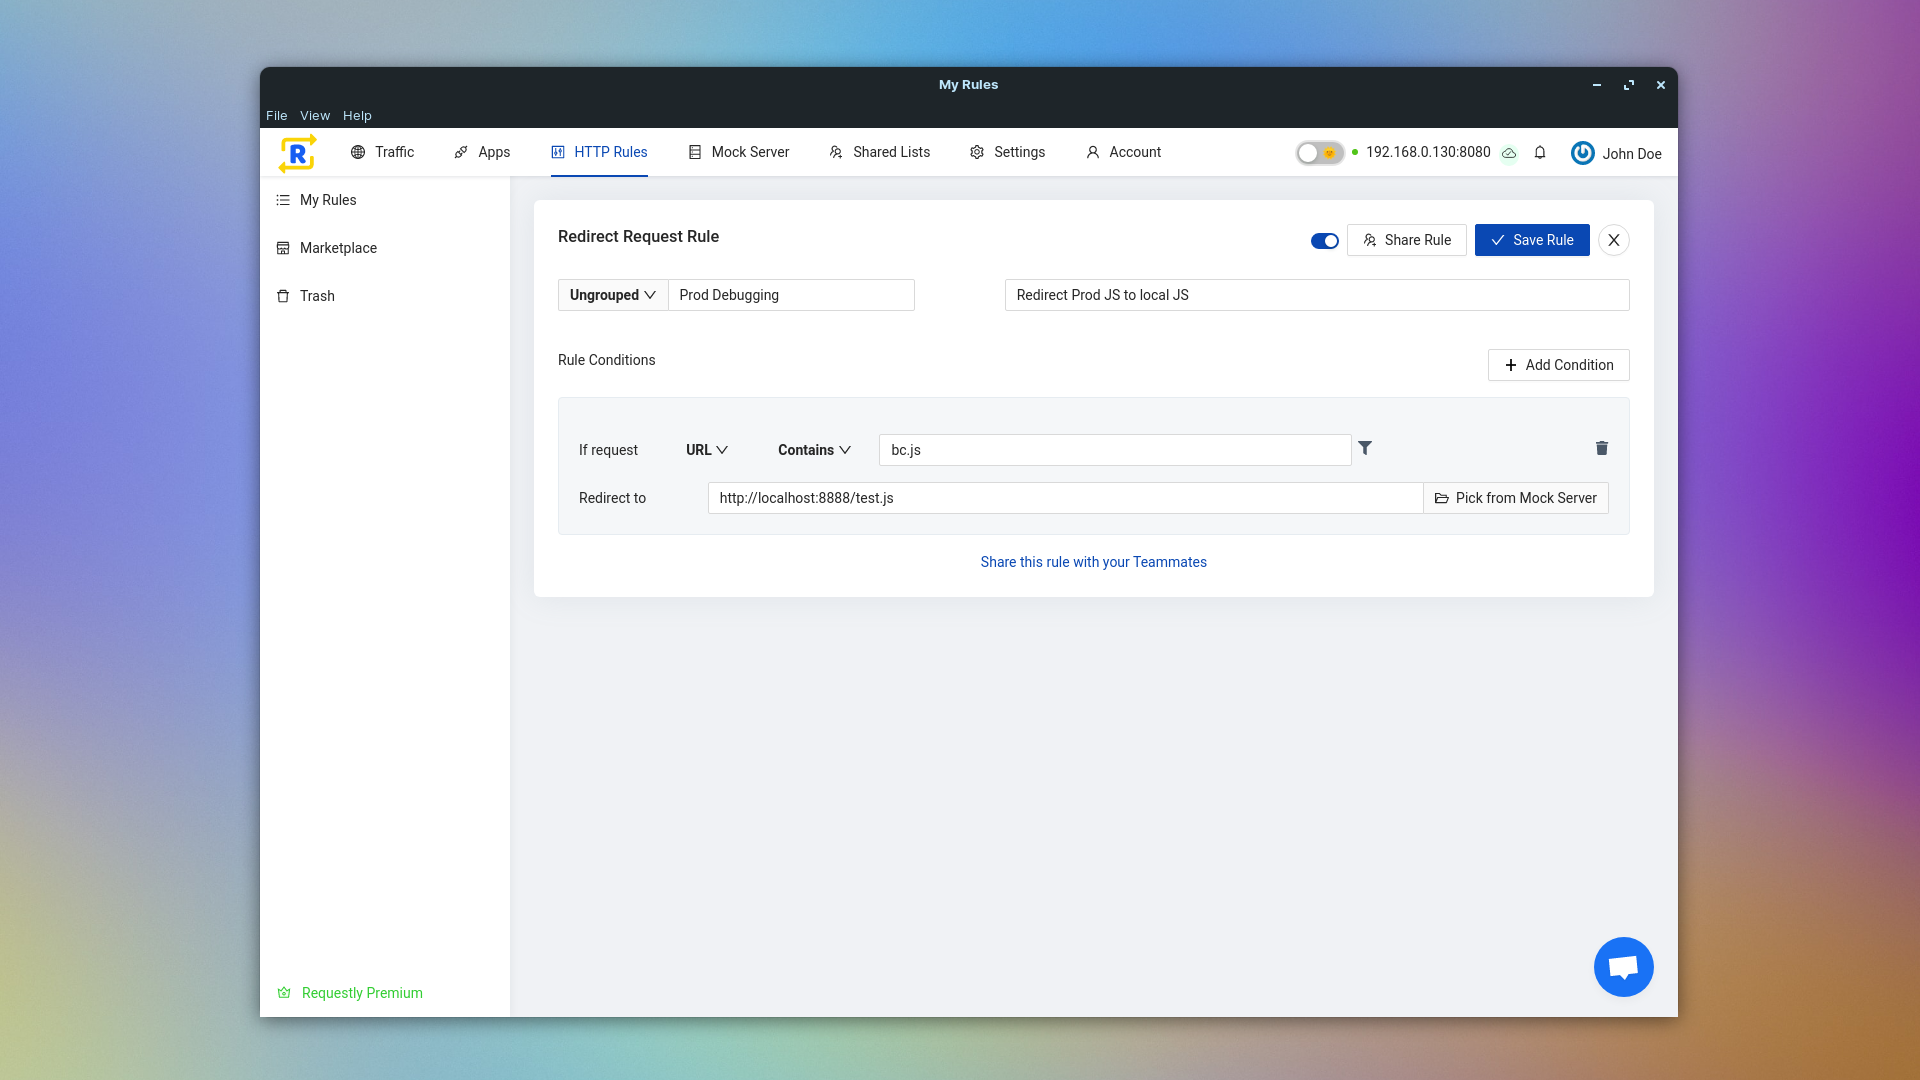 My Rules
File View Help
R Traffic Apps HTTP Rules Mock Server Shared Lists Settings Account 192.168.0.130:8080 John Doe
My Rules
Marketplace
Trash
Requestly Premium
Redirect Request Rule Share Rule Save Rule X
Ungrouped Prod Debugging Redirect Prod JS to local JS
Rule Conditions + Add Condition
If request URL Contains bc.js
Redirect to http://localhost:8888/test.js Pick from Mock Server
Share this rule with your Teammates